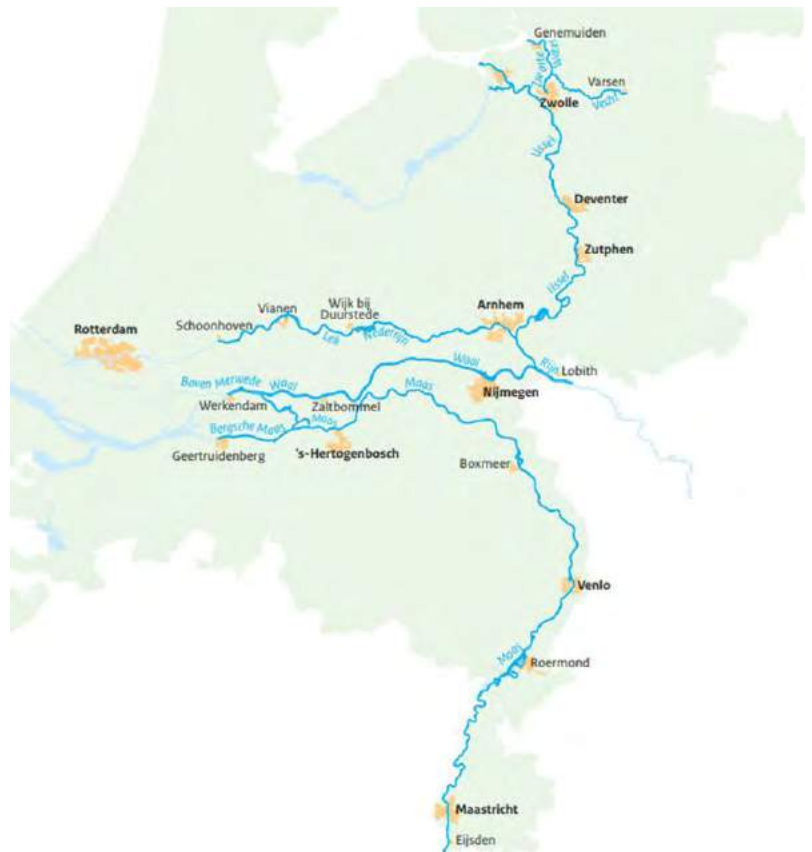 Genemuiden
Zwarte Water
Varsen
Vecht
Zwolle
IJssel
Deventer
Zutphen
IJssel
Arnhem
Wijk bij
Duurstede
Vianen
Schoonhoven
Lek
Nederrijn
Rotterdam
Rijn
Lobith
Waal
Maas
Nijmegen
Boven Merwede
Waal
Werkendam
Zaltbommel
Maas
Bergsche Maas
Geertruidenberg
's-Hertogenbosch
Boxmeer
Venlo
Maas
Roermond
Maastricht
Eijsden